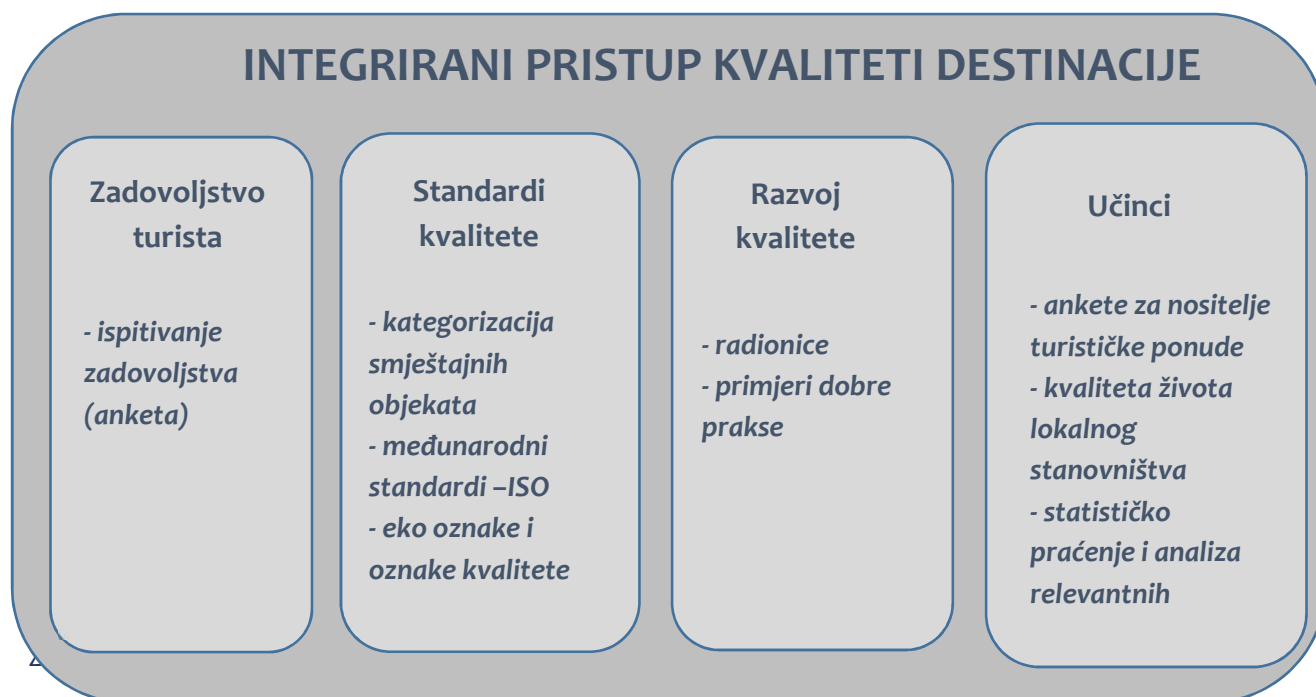 INTEGRIRANI PRISTUP KVALITETI DESTINACIJE
Zadovoljstvo
turista
- ispitivanje
zadovoljstva
(anketa)
Standardi
kvalitete
- kategorizacija
smještajnih
objekata
- međunarodni
standardi –ISO
- eko oznake i
oznake kvalitete
Razvoj
kvalitete
- radionice
- primjeri dobre
prakse
Učinci
- ankete za nositelje
turističke ponude
- kvaliteta života
lokalnog
stanovništva
- statističko
praćenje i analiza
relevantnih